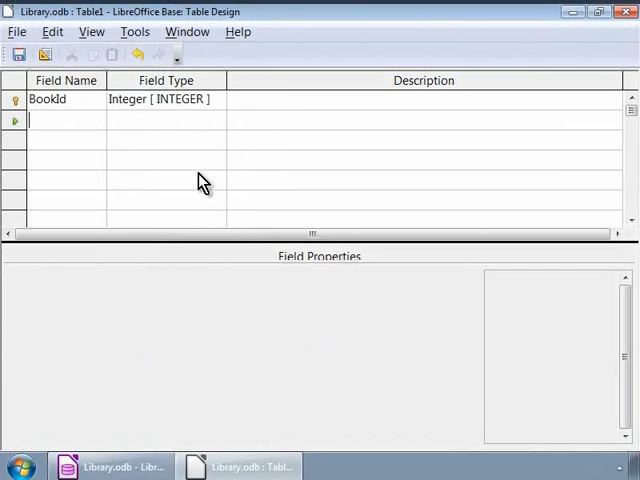 Library.odb : Table1 - LibreOffice Base: Table Design
File Edit View Tools Window Help
Field Name Field Type Description
BookId Integer [ INTEGER ]
Field Properties
Library.odb - Libr... Library.odb : Tabl...